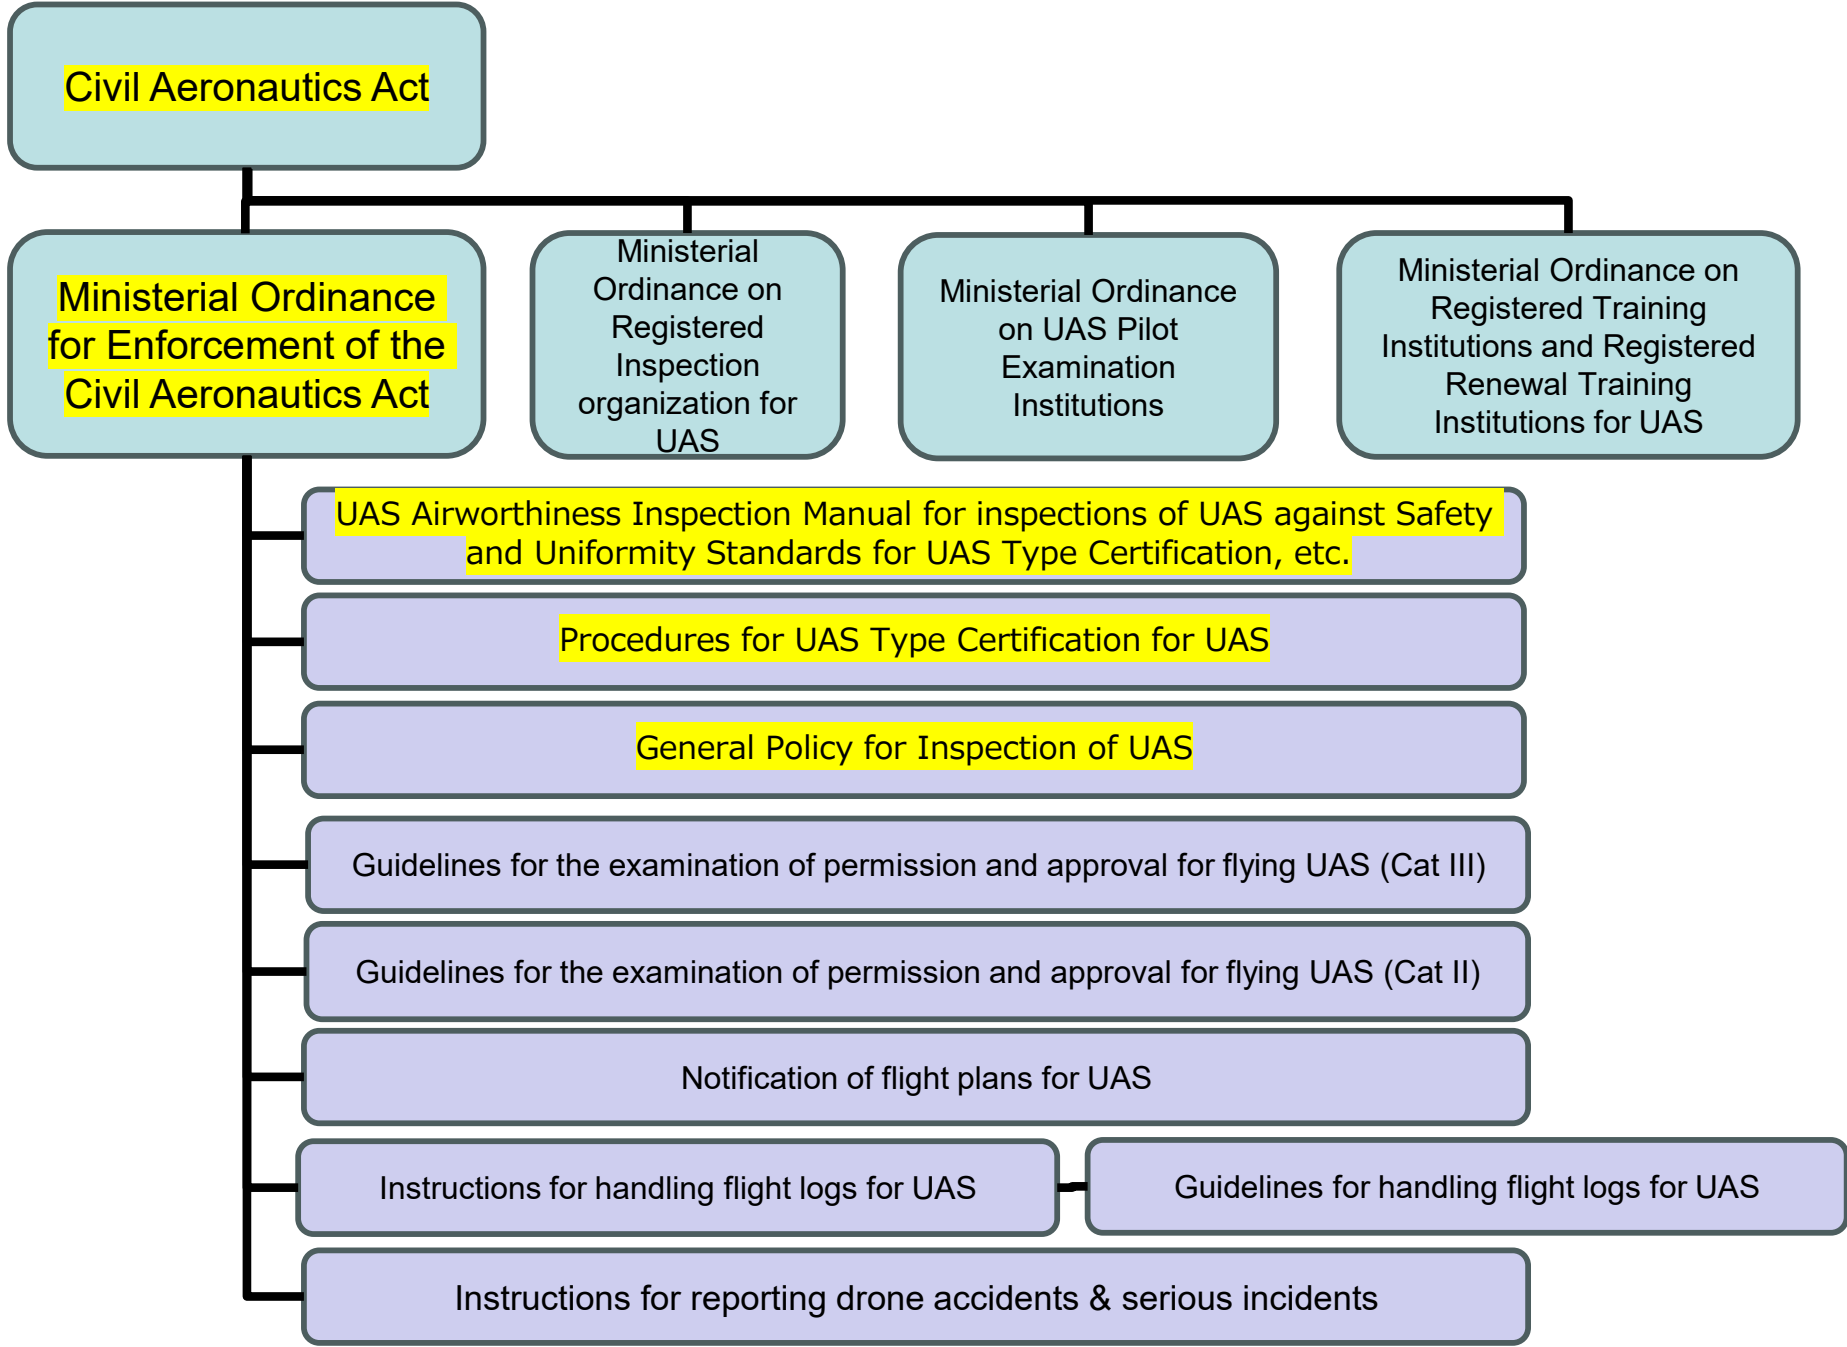 Civil Aeronautics Act
Ministerial Ordinance
for Enforcement of the
Civil Aeronautics Act
Ministerial
Ordinance on
Registered
Inspection
organization for
UAS
Ministerial Ordinance
on UAS Pilot
Examination
Institutions
Ministerial Ordinance on
Registered Training
Institutions and Registered
Renewal Training
Institutions for UAS
UAS Airworthiness Inspection Manual for inspections of UAS against Safety
and Uniformity Standards for UAS Type Certification, etc.
Procedures for UAS Type Certification for UAS
General Policy for Inspection of UAS
Guidelines for the examination of permission and approval for flying UAS (Cat III)
Guidelines for the examination of permission and approval for flying UAS (Cat II)
Notification of flight plans for UAS
Instructions for handling flight logs for UAS
Guidelines for handling flight logs for UAS
Instructions for reporting drone accidents & serious incidents